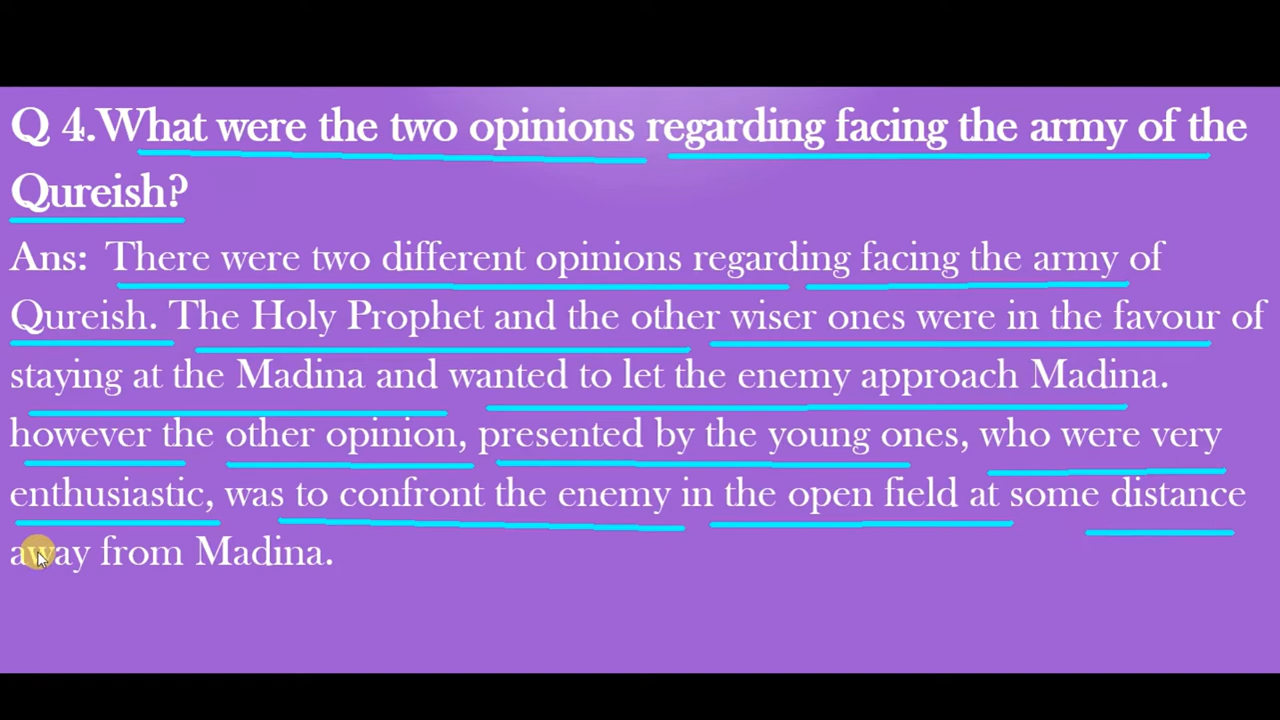 Q 4.What were the two opinions regarding facing the army of the
Qureish?
Ans: There were two different opinions regarding facing the army of
Qureish. The Holy Prophet and the other wiser ones were in the favour of
staying at the Madina and wanted to let the enemy approach Madina.
however the other opinion, presented by the young ones, who were very
enthusiastic, was to confront the enemy in the open field at some distance
away from Madina.